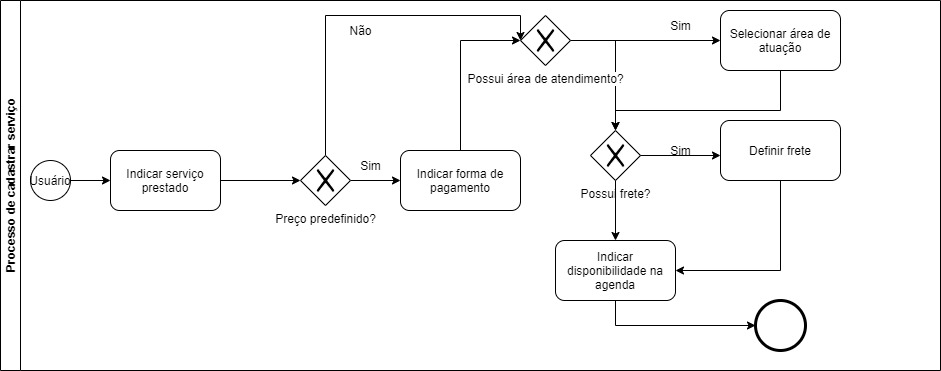 Processo de cadastrar serviço
Usuário
Indicar serviço
prestado
Preço predefinido?
Não
Sim
Indicar forma de
pagamento
Possui área de atendimento?
Sim
Selecionar área de
atuação
Possui frete?
Sim
Definir frete
Indicar
disponibilidade na
agenda